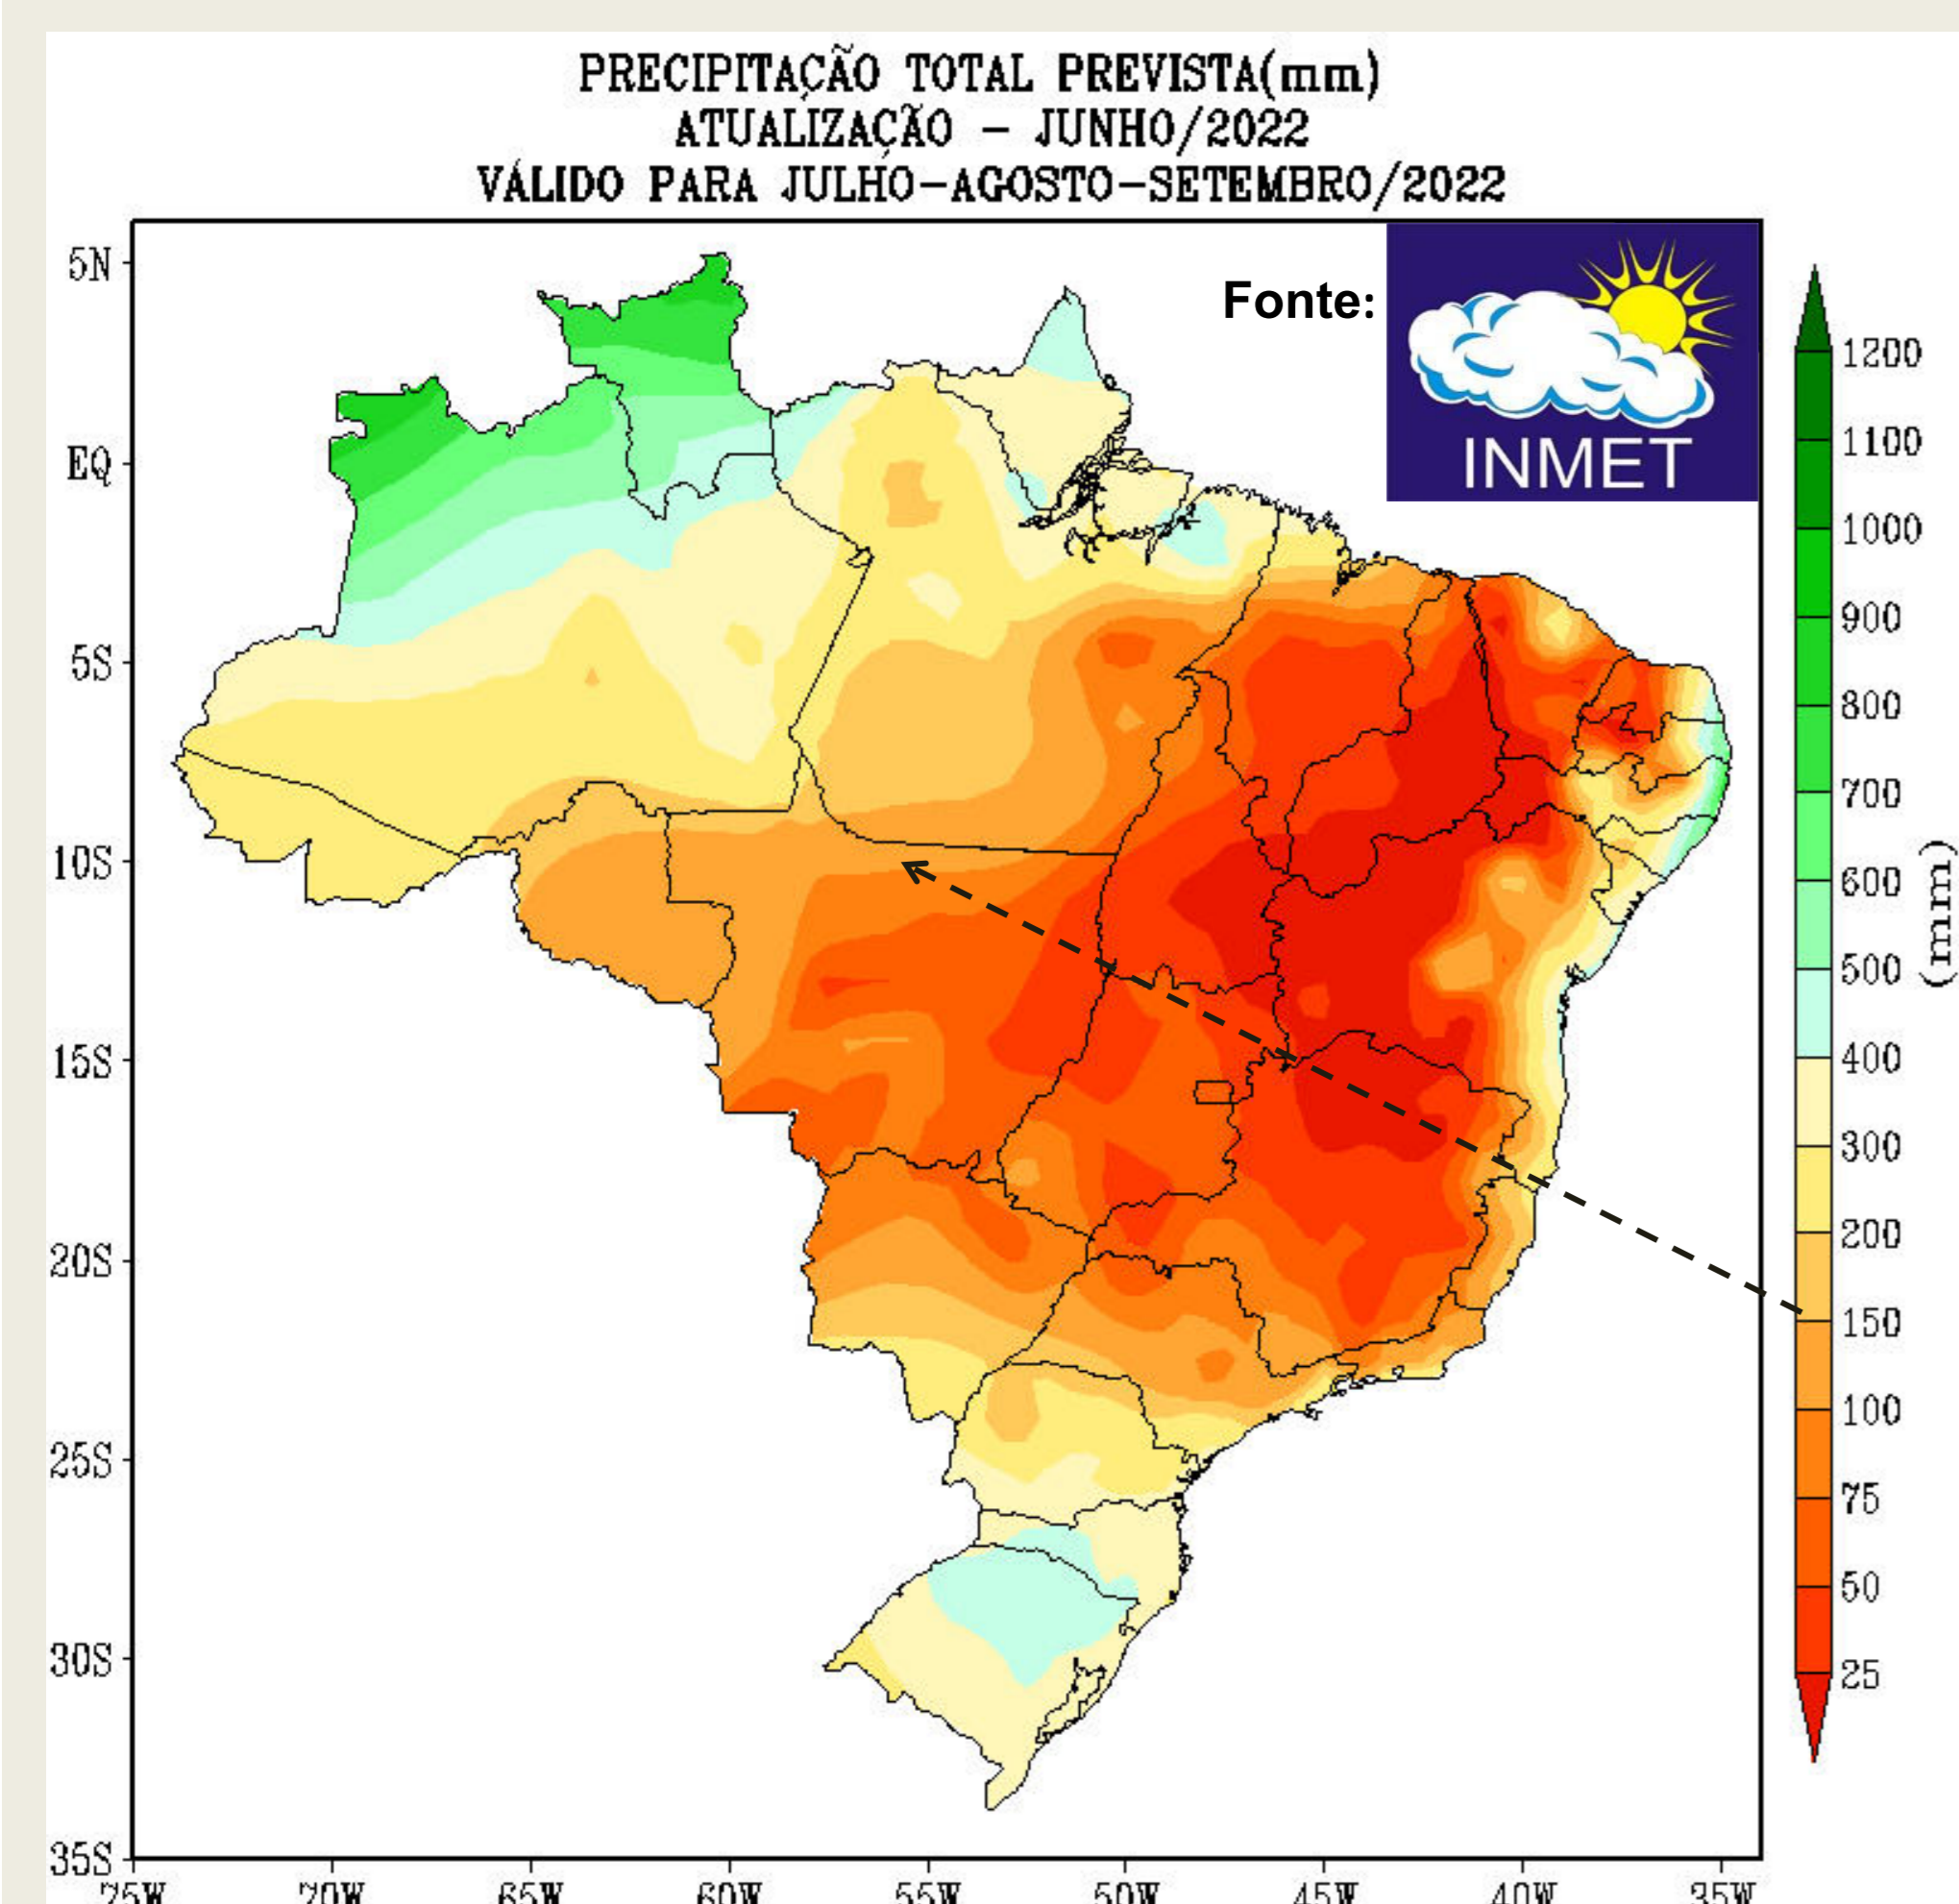 PRECIPITAÇÃO TOTAL PREVISTA(mm)
ATUALIZAÇÃO - JUNHO/2022
VÁLIDO PARA JULHO-AGOSTO-SETEMBRO/2022
Fonte:
INMET
5N
EQ
5S
10S
15S
20S
25S
30S
35S
75W 70W 65W 60W 55W 50W 45W 40W 35W
1200
1100
1000
900
800
700
600
500
400
300
200
150
100
75
50
25
(mm)